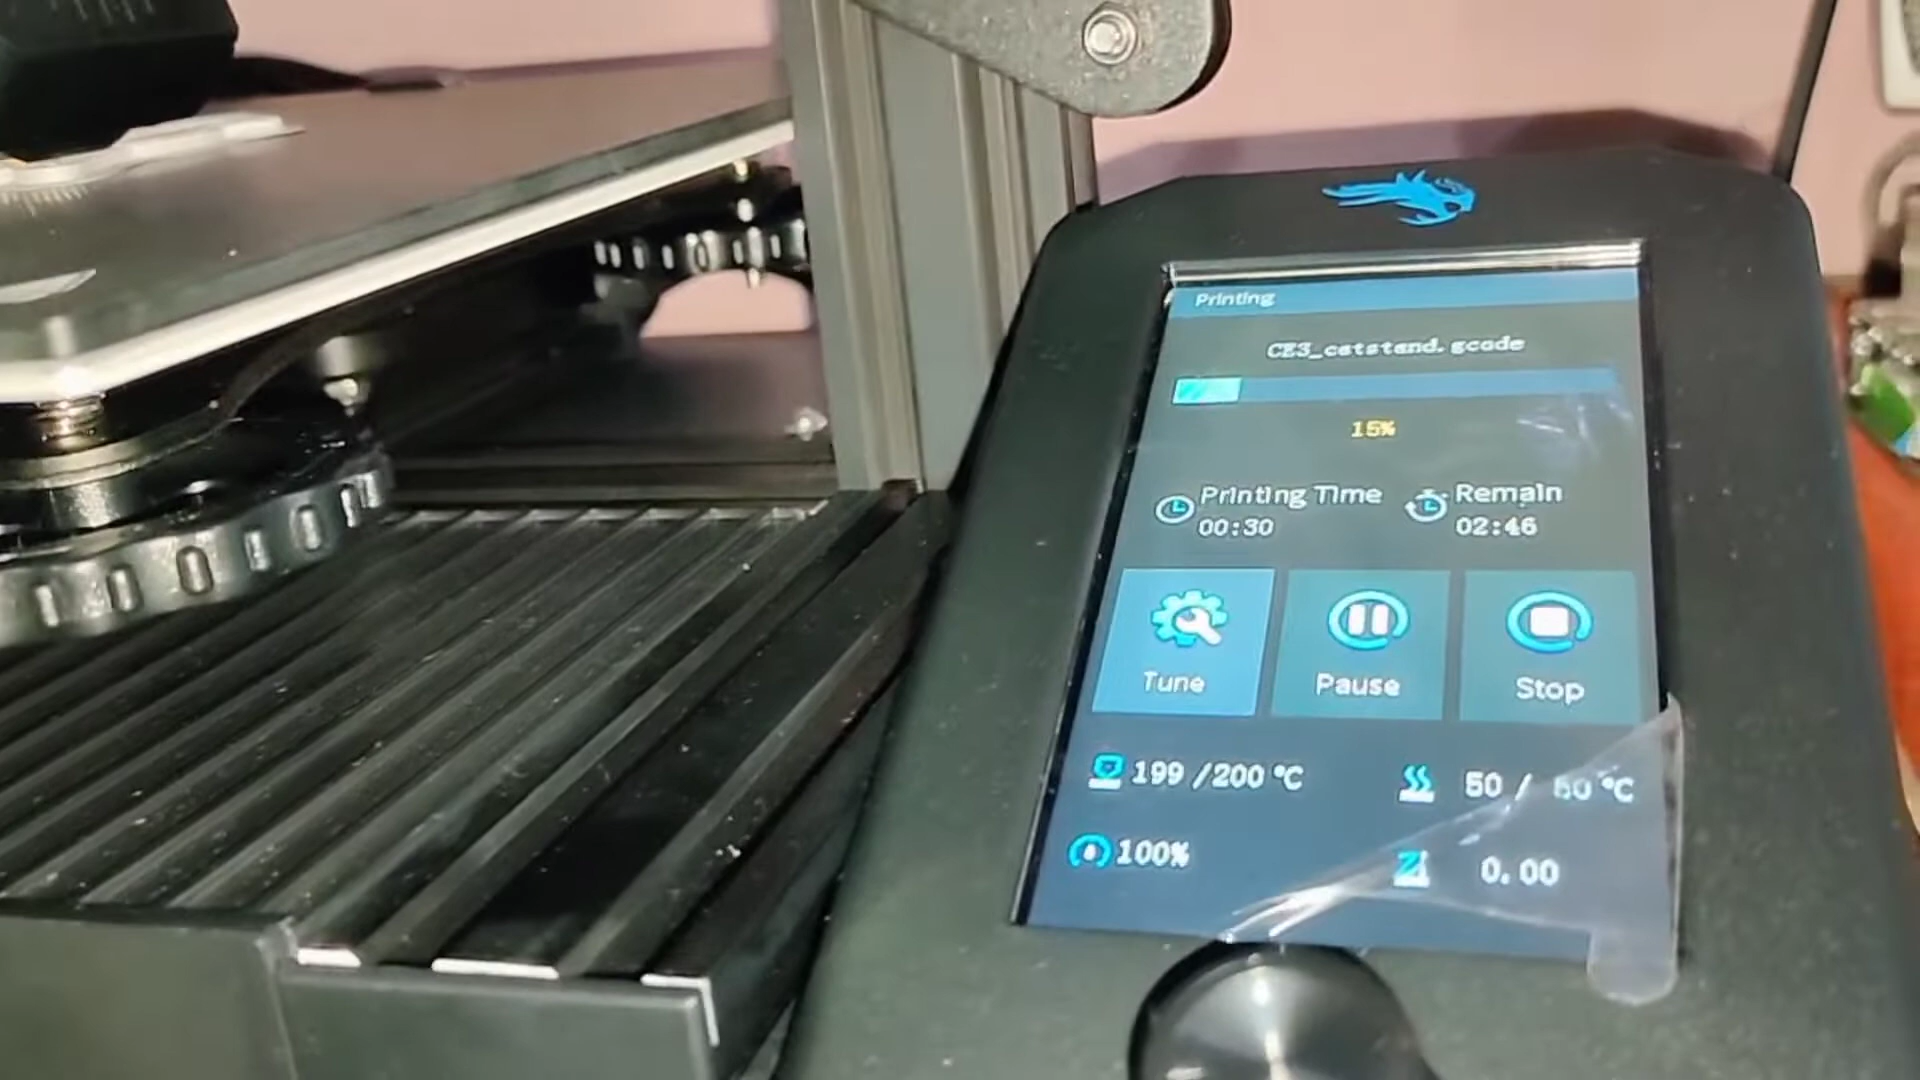 Printing
CE3_catstand.gcode
15%
Printing Time
00:30
Remain
02:46
Tune
Pause
Stop
199 /200 ℃
50 / 50 ℃
100%
0.00